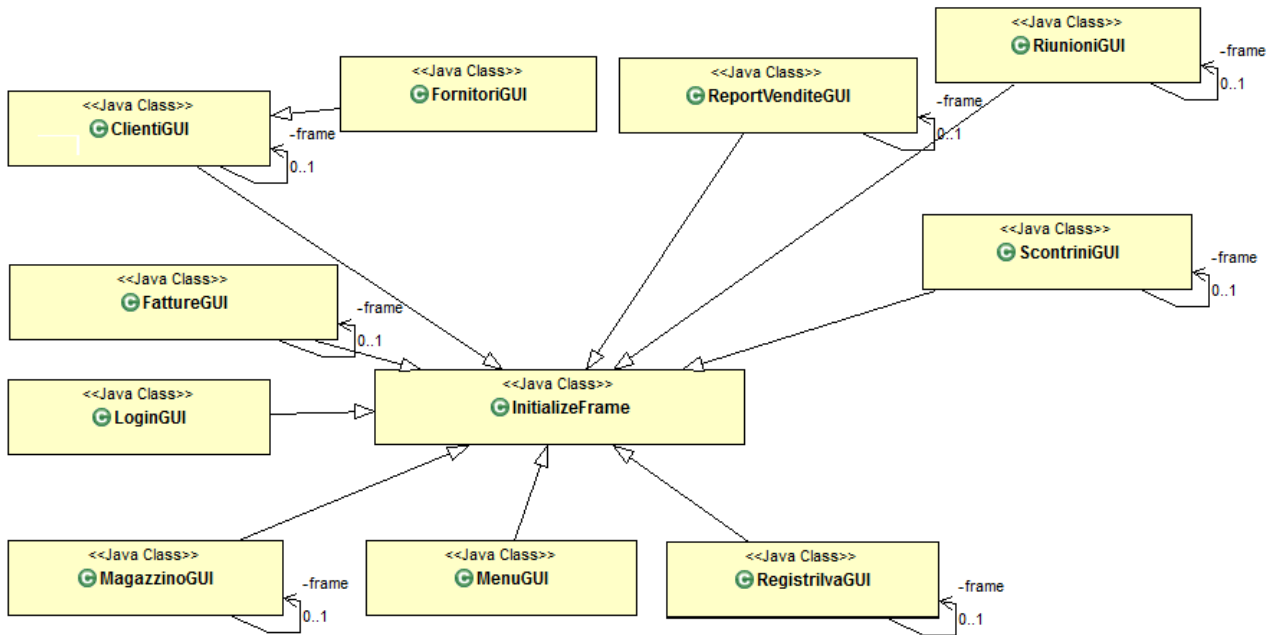 <<Java Class>>
RiunioniGUI
-frame
0..1
<<Java Class>>
FornitoriGUI
<<Java Class>>
ReportVenditeGUI
-frame
0..1
<<Java Class>>
ClientiGUI
-frame
0..1
<<Java Class>>
ScontriniGUI
-frame
0..1
<<Java Class>>
FattureGUI
-frame
0..1
<<Java Class>>
InitializeFrame
<<Java Class>>
LoginGUI
<<Java Class>>
MagazzinoGUI
-frame
0..1
<<Java Class>>
MenuGUI
<<Java Class>>
RegistriIvaGUI
-frame
0..1